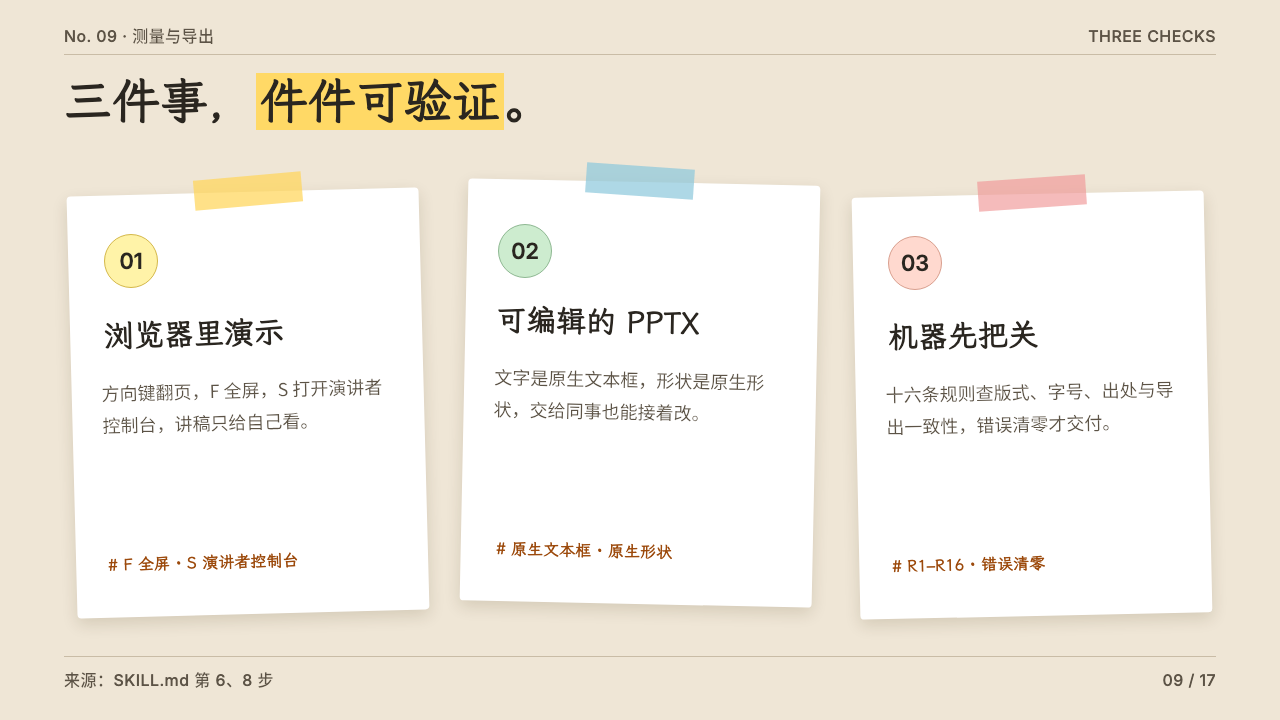 No. 09 · 测量与导出
THREE CHECKS
三件事，件件可验证。
01
浏览器里演示
方向键翻页，F 全屏，S 打开演讲者
控制台，讲稿只给自己看。
# F 全屏·S 演讲者控制台
02
可编辑的 PPTX
文字是原生文本框，形状是原生形
状，交给同事也能接着改。
# 原生文本框·原生形状
03
机器先把关
十六条规则查版式、字号、出处与导
出一致性，错误清零才交付。
# R1–R16·错误清零
来源：SKILL.md 第 6、8 步
09 / 17